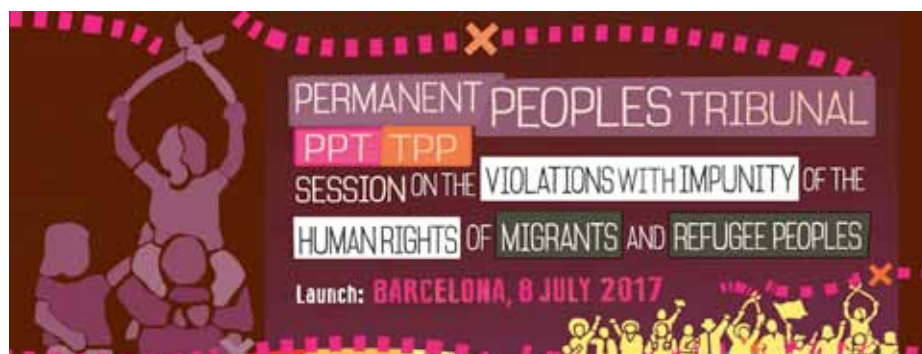 PERMANENT PEOPLES TRIBUNAL
PPT TPP
SESSION ON THE VIOLATIONS WITH IMPUNITY OF THE
HUMAN RIGHTS OF MIGRANTS AND REFUGEE PEOPLES
Launch: BARCELONA, 8 JULY 2017